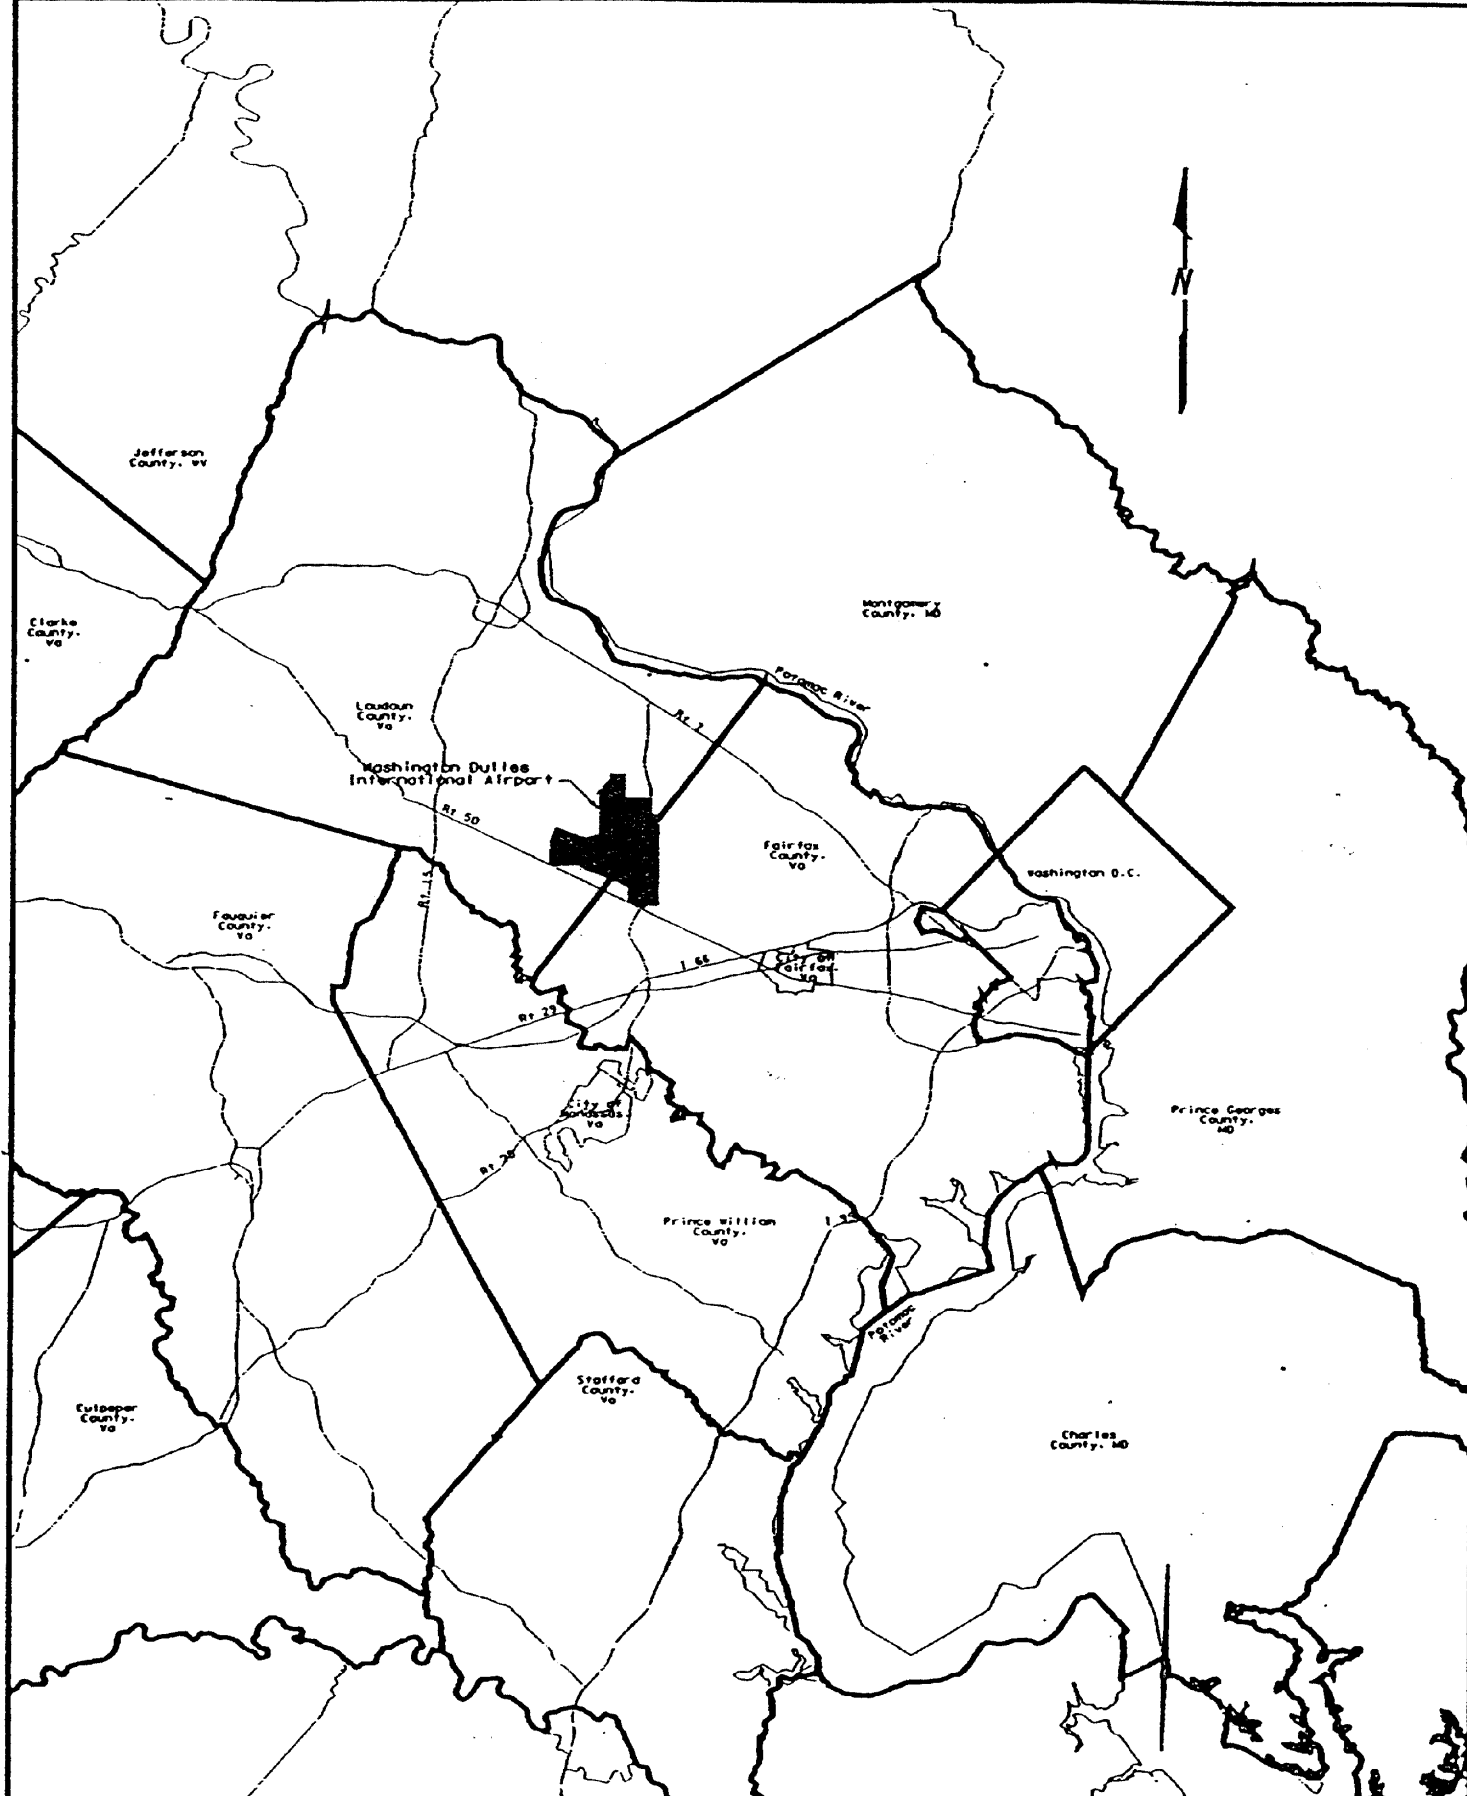 N
Jefferson
County, WV
Montgomery
County, MD
Clarke
County,
Va
Potomac River
Loudoun
County,
Va
Rt 7
Washington Dulles
International Airport
Rt 50
Fairfax
County,
Va
Washington D.C.
Rt 15
Fauquier
County,
Va
City of
Fairfax,
Va
I 66
Rt 29
City of
Manassas,
Va
Prince Georges
County,
MD
Rt 28
Prince William
County,
Va
I 95
Potomac
River
Stafford
County,
Va
Culpeper
County,
Va
Charles
County, MD